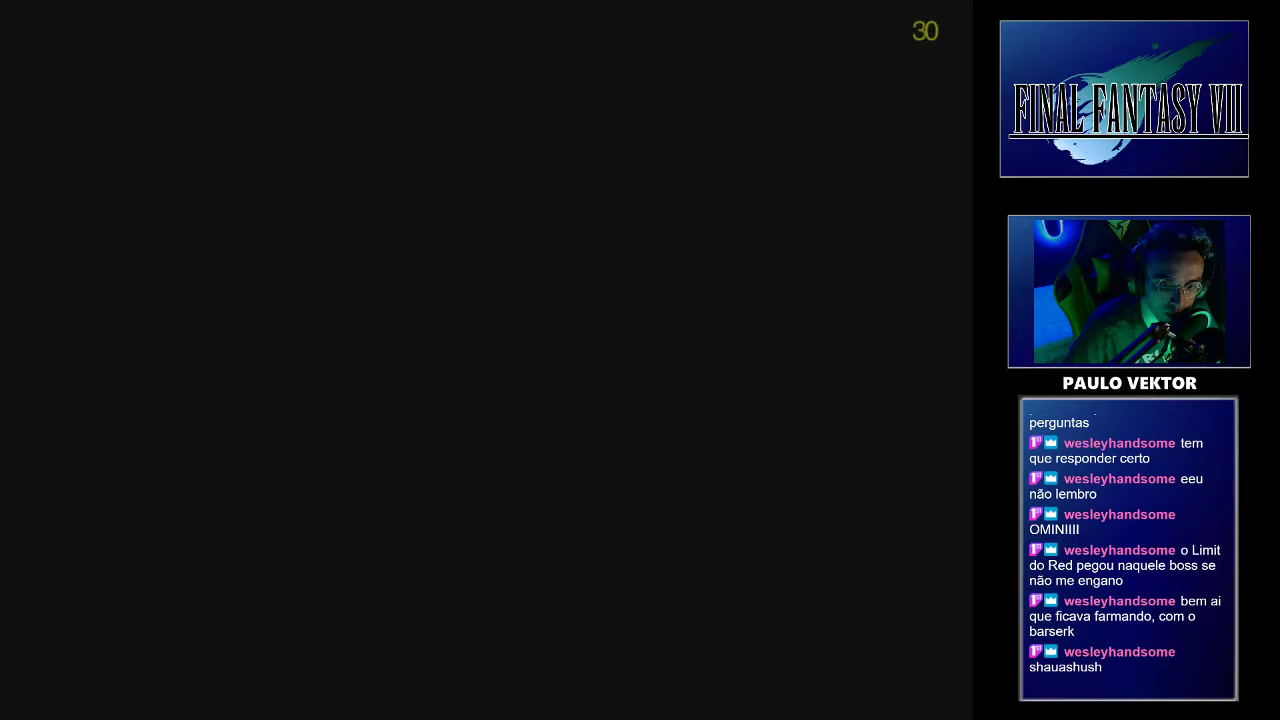 30
FINAL FANTASY VII
PAULO VEKTOR
perguntas
wesleyhandsome tem
que responder certo
wesleyhandsome eeu
não lembro
wesleyhandsome
OMINIIII
wesleyhandsome o Limit
do Red pegou naquele boss se
não me engano
wesleyhandsome bem ai
que ficava farmando, com o
barserk
wesleyhandsome
shauashush